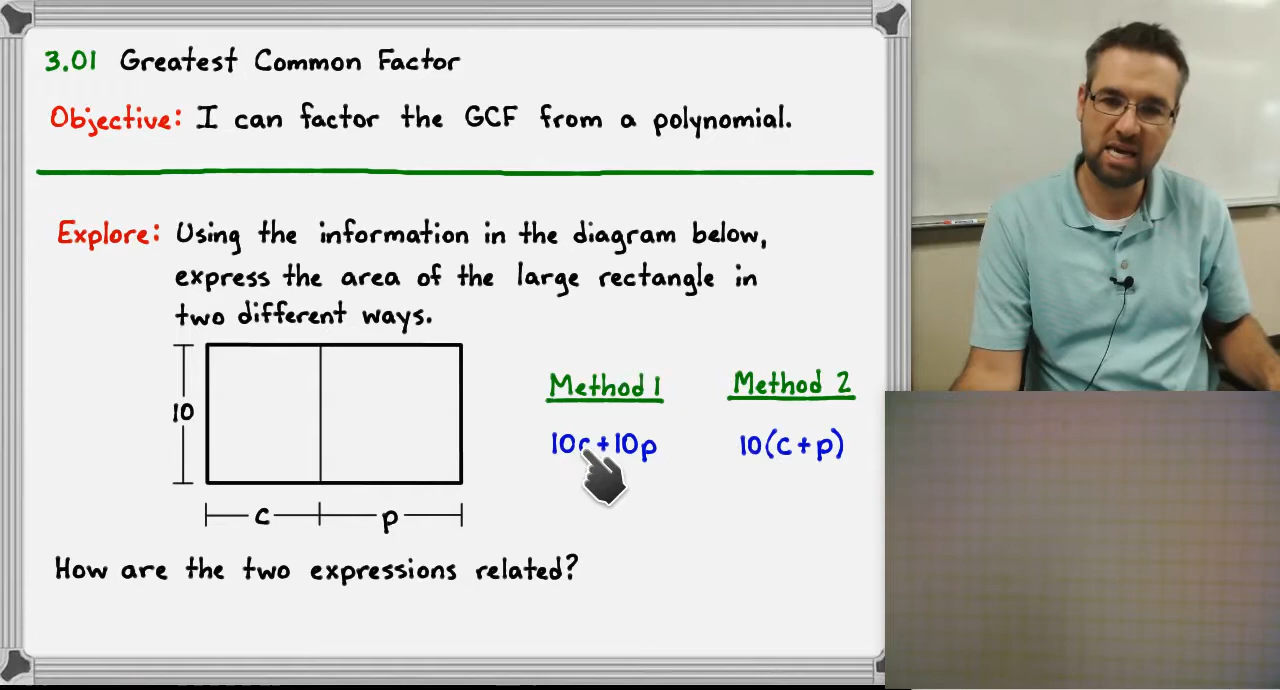 3.01 Greatest Common Factor
Objective: I can factor the GCF from a polynomial.
Explore: Using the information in the diagram below,
express the area of the large rectangle in
two different ways.
10
c p
Method 1 Method 2
10c+10p 10(c+p)
How are the two expressions related?